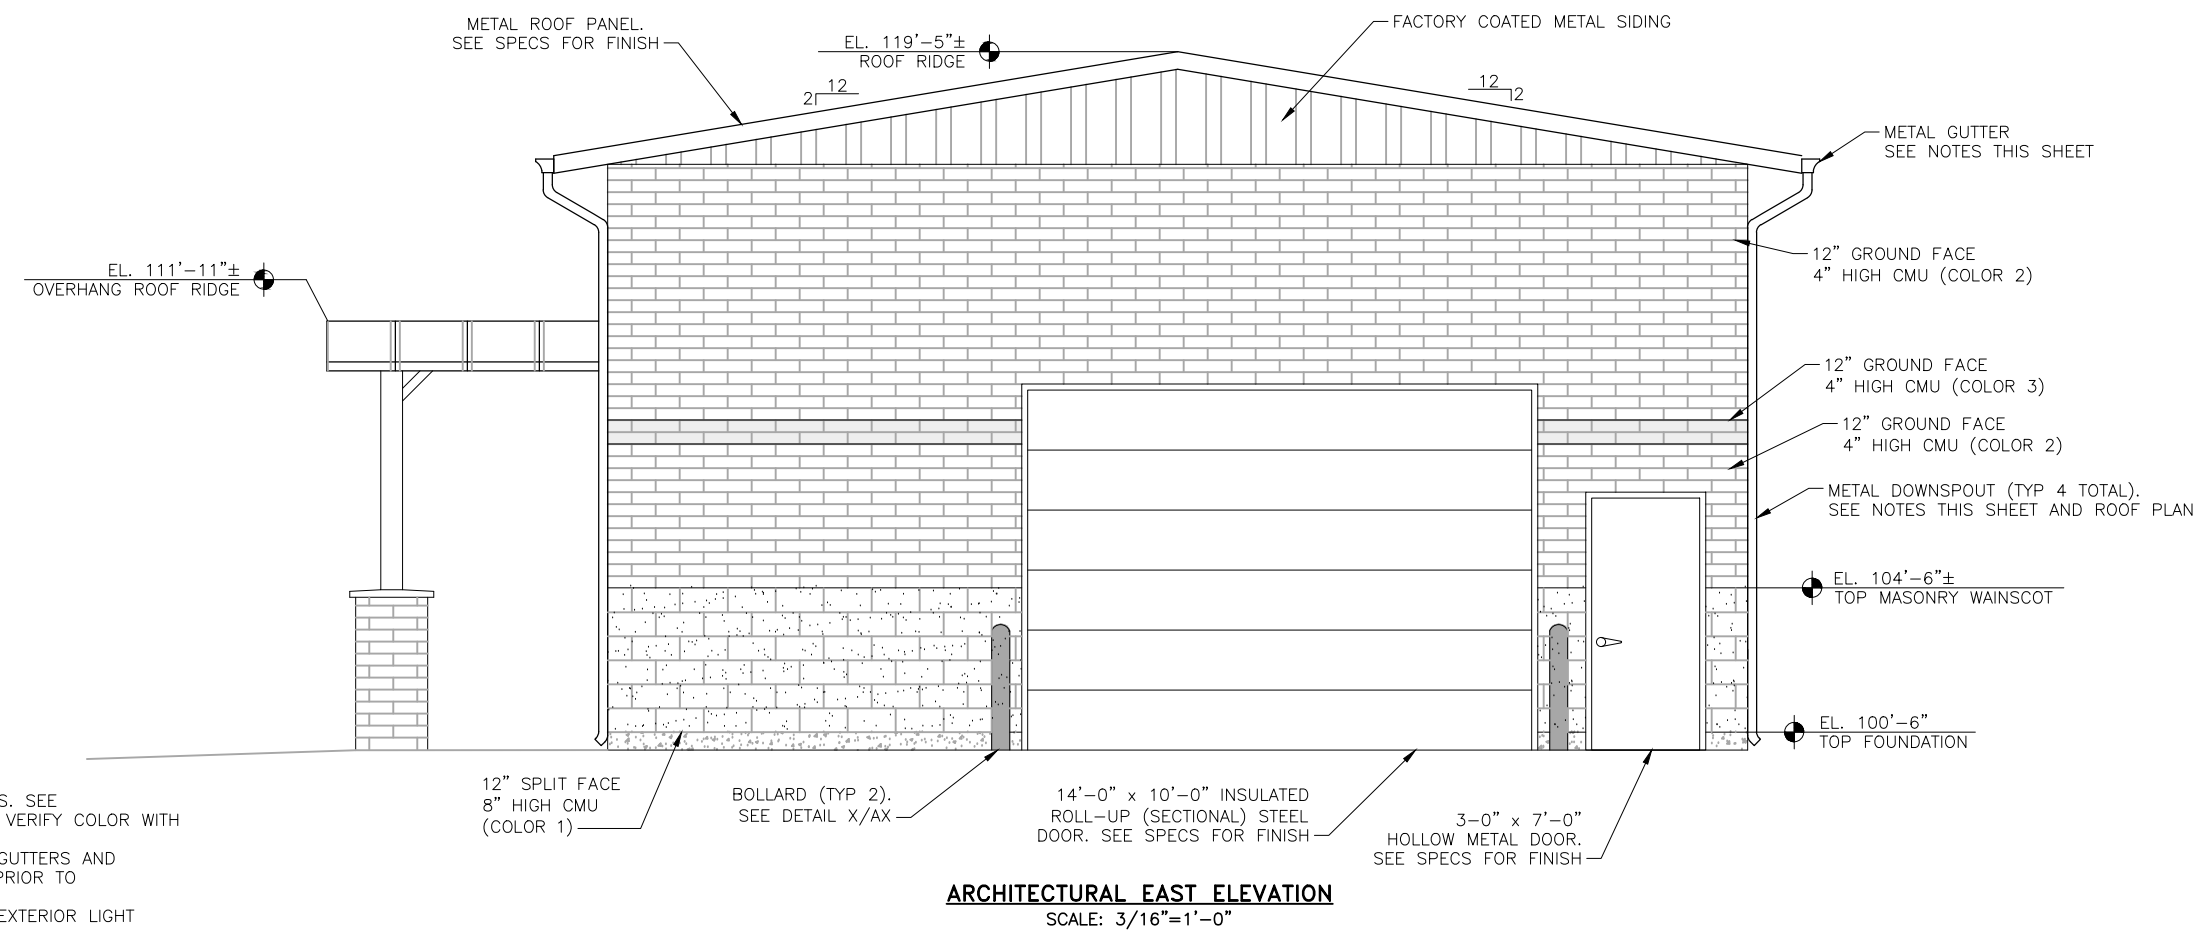 METAL ROOF PANEL.
SEE SPECS FOR FINISH
EL. 119'-5"±
ROOF RIDGE
FACTORY COATED METAL SIDING
2
12
12
2
METAL GUTTER
SEE NOTES THIS SHEET
EL. 111'-11"±
OVERHANG ROOF RIDGE
12" GROUND FACE
4" HIGH CMU (COLOR 2)
12" GROUND FACE
4" HIGH CMU (COLOR 3)
12" GROUND FACE
4" HIGH CMU (COLOR 2)
METAL DOWNSPOUT (TYP 4 TOTAL).
SEE NOTES THIS SHEET AND ROOF PLAN
EL. 104'-6"±
TOP MASONRY WAINSCOT
EL. 100'-6"
TOP FOUNDATION
S. SEE
VERIFY COLOR WITH
GUTTERS AND
PRIOR TO
EXTERIOR LIGHT
12" SPLIT FACE
8" HIGH CMU
(COLOR 1)
BOLLARD (TYP 2).
SEE DETAIL X/AX
14'-0" x 10'-0" INSULATED
ROLL-UP (SECTIONAL) STEEL
DOOR. SEE SPECS FOR FINISH
3-0" x 7'-0"
HOLLOW METAL DOOR.
SEE SPECS FOR FINISH
ARCHITECTURAL EAST ELEVATION
SCALE: 3/16"=1'-0"